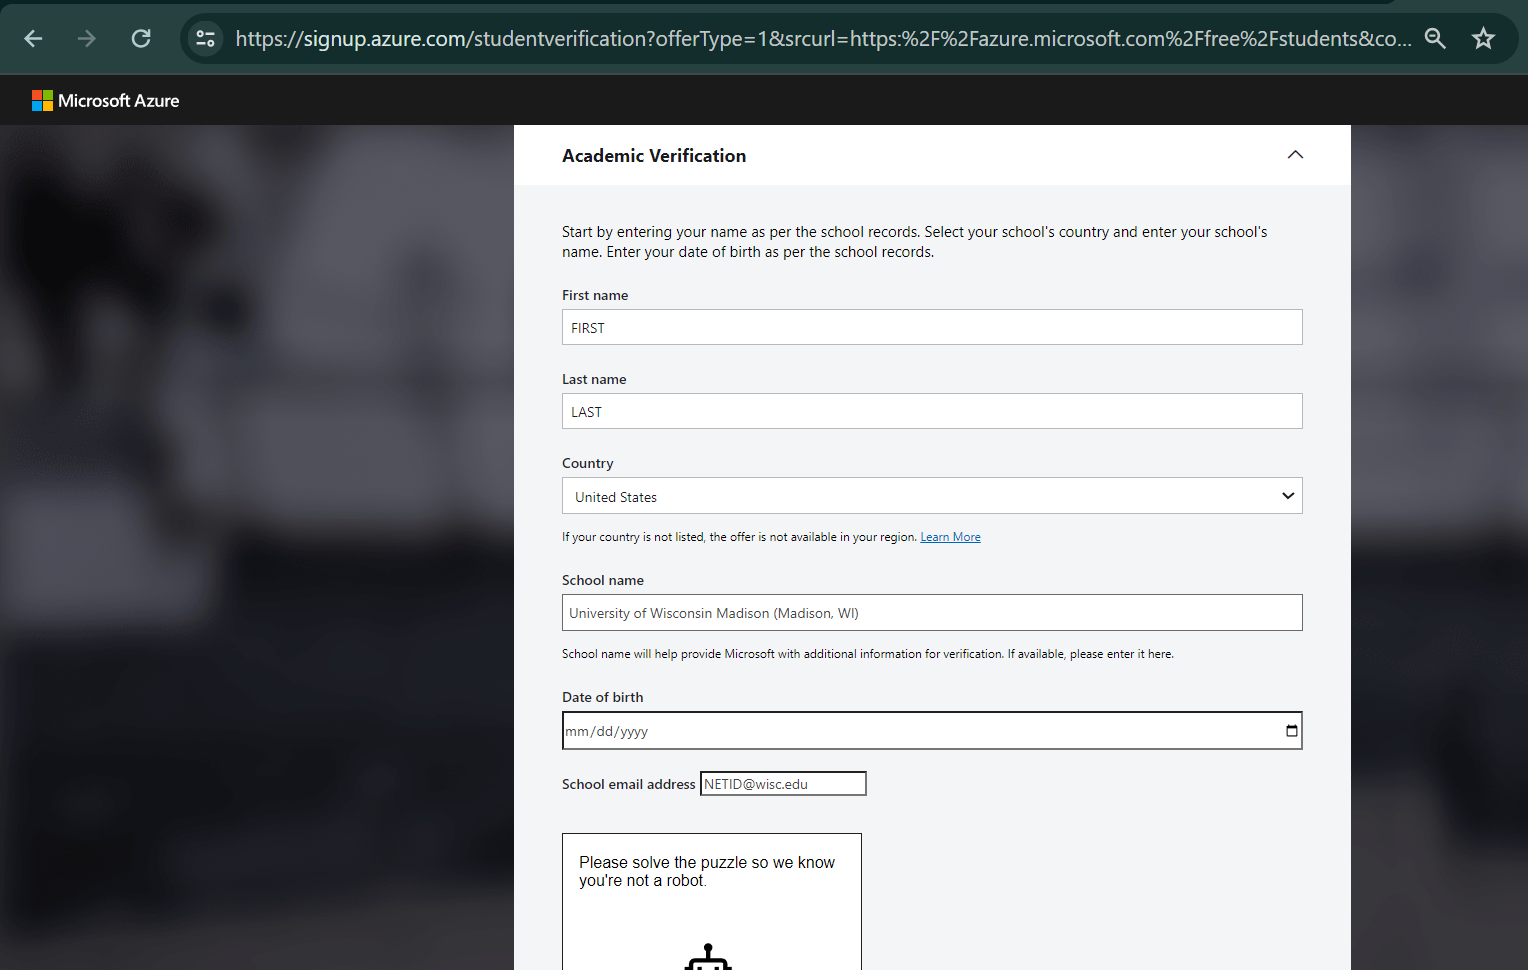 https://signup.azure.com/studentverification?offerType=1&srcurl=https:%2F%2Fazure.microsoft.com%2Ffree%2Fstudents&co...
Microsoft Azure
Academic Verification
Start by entering your name as per the school records. Select your school's country and enter your school's
name. Enter your date of birth as per the school records.
First name
FIRST
Last name
LAST
Country
United States
If your country is not listed, the offer is not available in your region. Learn More
School name
University of Wisconsin Madison (Madison, WI)
School name will help provide Microsoft with additional information for verification. If available, please enter it here.
Date of birth
mm/dd/yyyy
School email address NETID@wisc.edu
Please solve the puzzle so we know
you're not a robot.